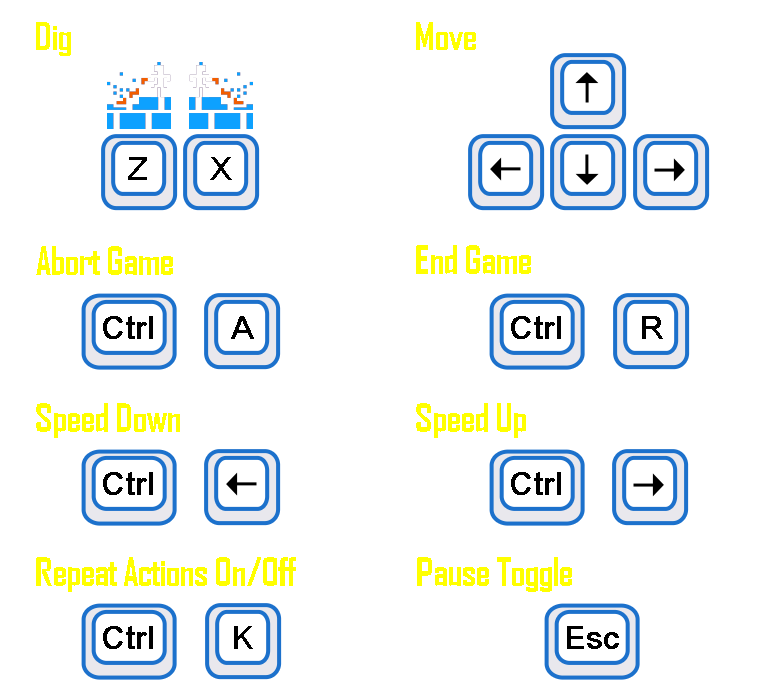 Dig
Move
↑
Z X
← ↓ →
Abort Game
End Game
Ctrl A
Ctrl R
Speed Down
Speed Up
Ctrl ←
Ctrl →
Repeat Actions On/Off
Pause Toggle
Ctrl K
Esc